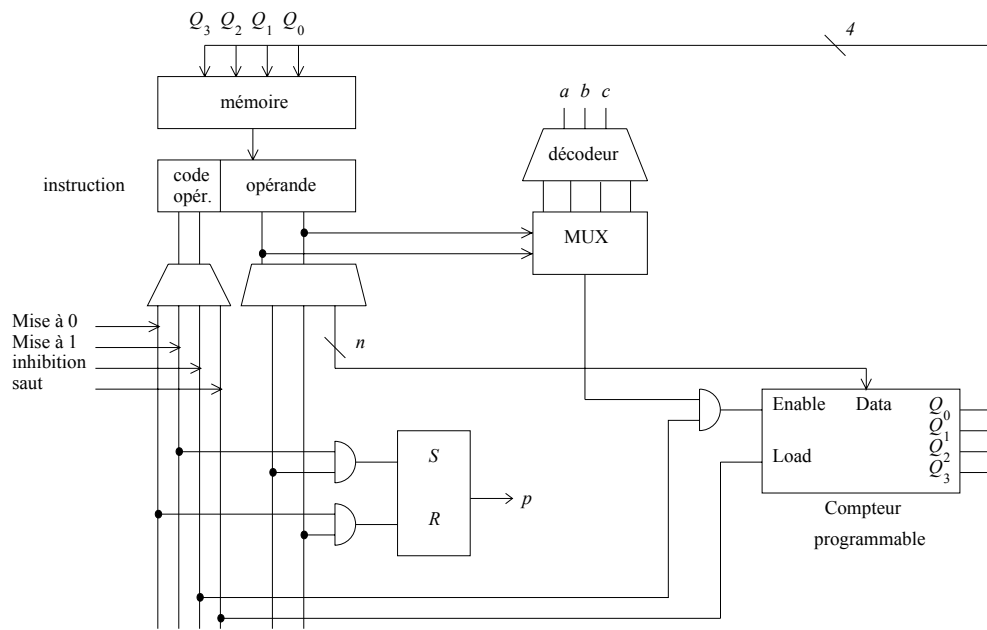 Q3 Q2 Q1 Q0
4
mémoire
a b c
décodeur
instruction
code
opér.
opérande
MUX
Mise à 0
Mise à 1
inhibition
saut
n
Enable Data Q0
Q1
Load Q2
Q3
S
R
p
Compteur
programmable